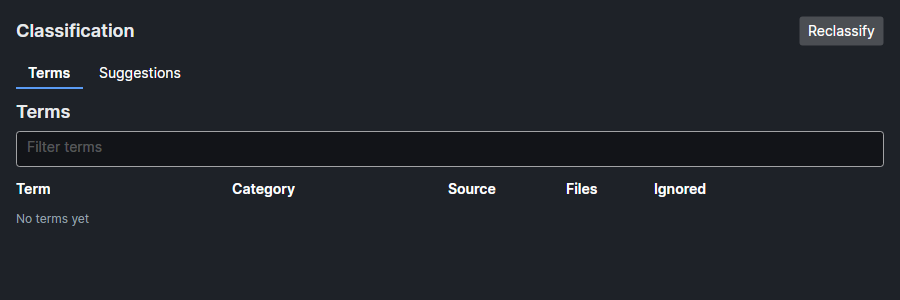 Classification
Reclassify
Terms Suggestions
Terms
Filter terms
Term Category Source Files Ignored
No terms yet